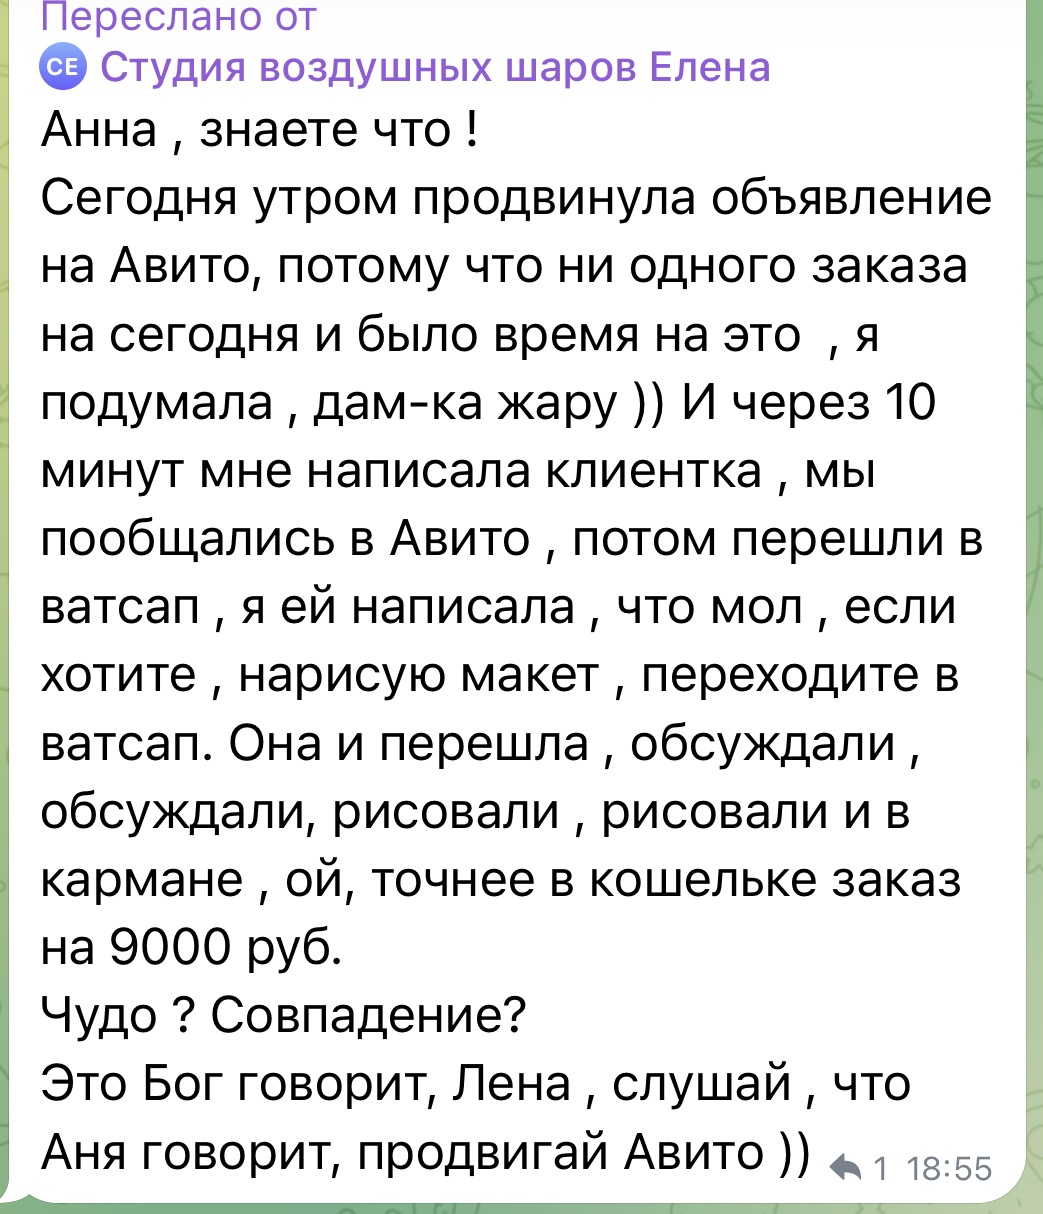 Переслано от
СЕ Студия воздушных шаров Елена
Анна , знаете что !
Сегодня утром продвинула объявление
на Авито, потому что ни одного заказа
на сегодня и было время на это  , я
подумала , дам-ка жару )) И через 10
минут мне написала клиентка , мы
пообщались в Авито , потом перешли в
ватсап , я ей написала , что мол , если
хотите , нарисую макет , переходите в
ватсап. Она и перешла , обсуждали ,
обсуждали, рисовали , рисовали и в
кармане , ой, точнее в кошельке заказ
на 9000 руб.
Чудо ? Совпадение?
Это Бог говорит, Лена , слушай , что
Аня говорит, продвигай Авито ))
1 18:55